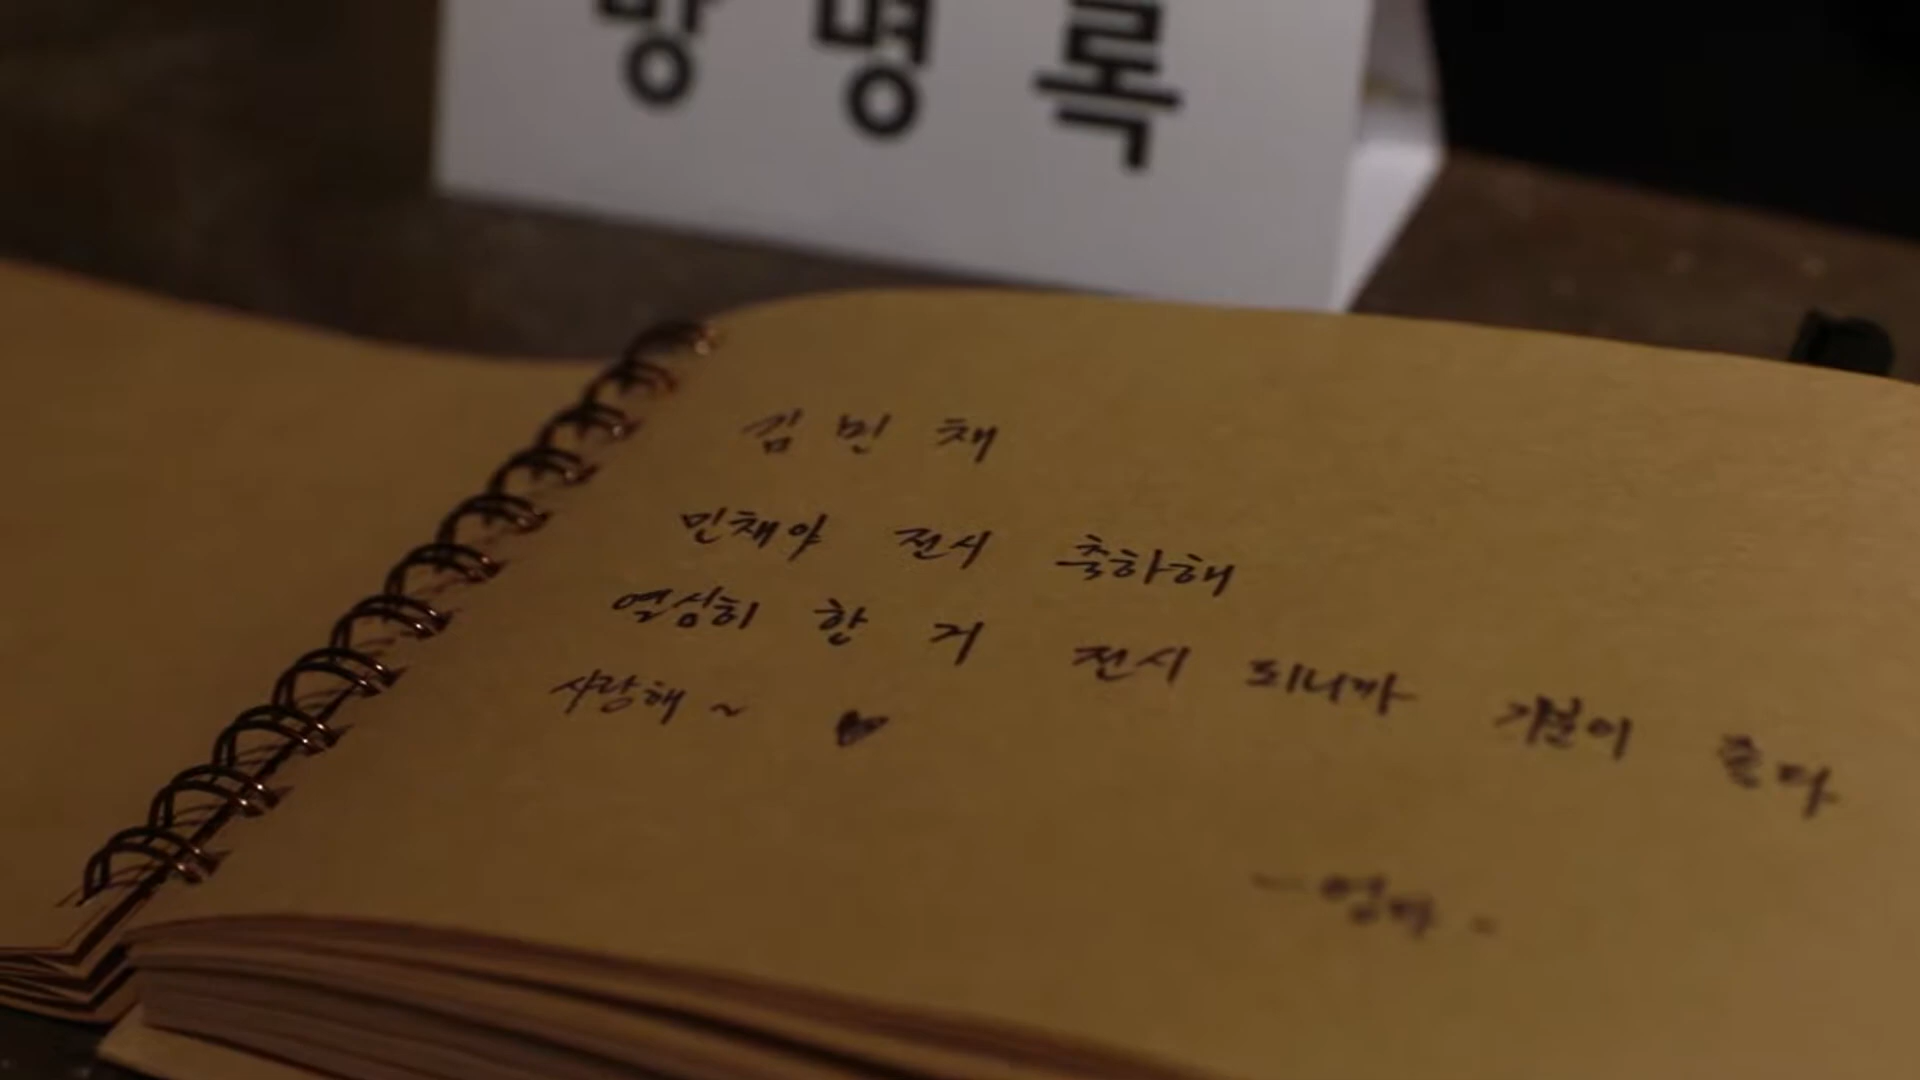 방명록
김민채
민채야 전시 축하해
열심히 한 거 전시 되니까 기분이 좋다
사랑해 ~ ♥
- 엄마 -